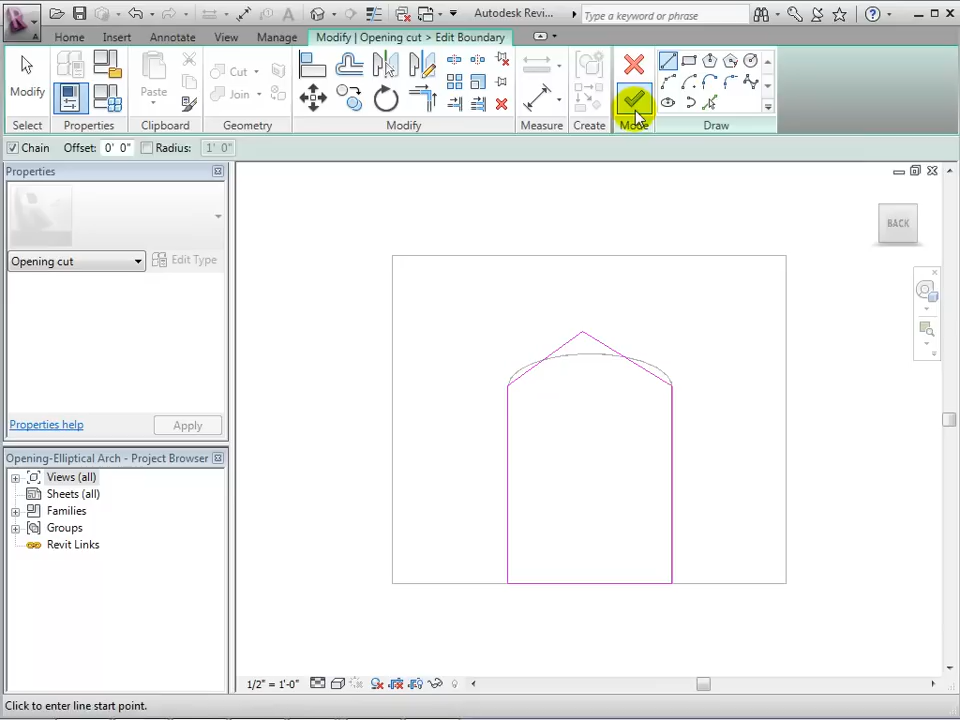 Autodesk Revi...
Type a keyword or phrase
Home Insert Annotate View Manage Modify | Opening cut > Edit Boundary
Modify
Paste
Cut
Join
Select Properties Clipboard Geometry Modify Measure Create Mode Draw
Chain Offset: 0' 0" Radius: 1' 0"
Properties
Opening cut
Edit Type
BACK
Properties help
Apply
Opening-Elliptical Arch - Project Browser
Views (all)
Sheets (all)
Families
Groups
Revit Links
1/2" = 1'-0"
Click to enter line start point.